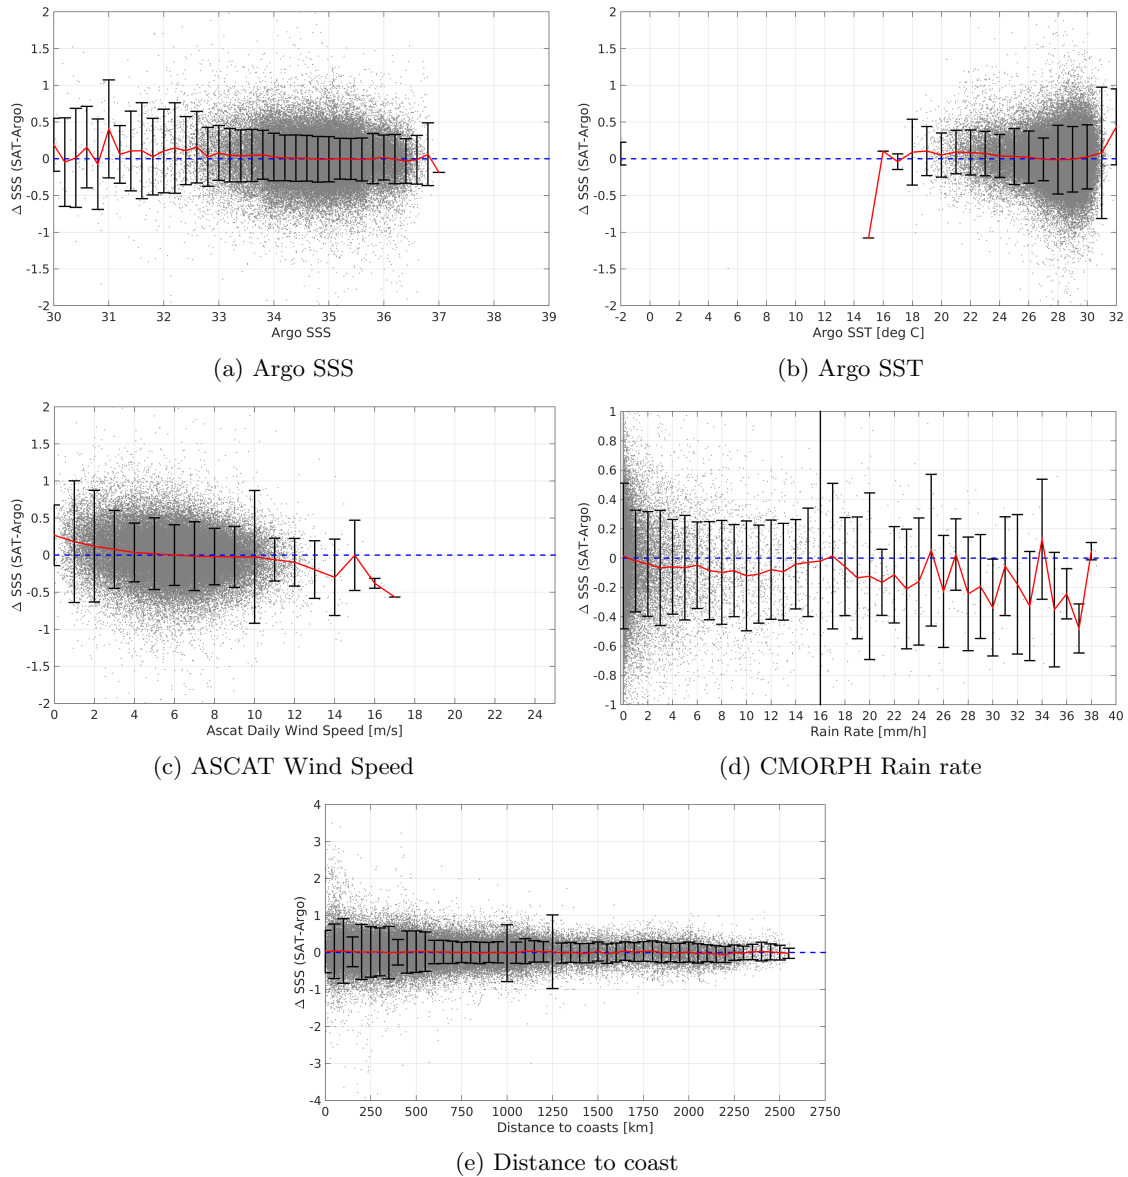 2
1.5
1
0.5
0
-0.5
-1
-1.5
-2
Δ SSS (SAT-Argo)
30 31 32 33 34 35 36 37 38 39
Argo SSS
(a) Argo SSS
2
1.5
1
0.5
0
-0.5
-1
-1.5
-2
Δ SSS (SAT-Argo)
-2 0 2 4 6 8 10 12 14 16 18 20 22 24 26 28 30 32
Argo SST [deg C]
(b) Argo SST
2
1.5
1
0.5
0
-0.5
-1
-1.5
-2
Δ SSS (SAT-Argo)
0 2 4 6 8 10 12 14 16 18 20 22 24
Ascat Daily Wind Speed [m/s]
(c) ASCAT Wind Speed
1
0.8
0.6
0.4
0.2
0
-0.2
-0.4
-0.6
-0.8
-1
Δ SSS (SAT-Argo)
0 2 4 6 8 10 12 14 16 18 20 22 24 26 28 30 32 34 36 38 40
Rain Rate [mm/h]
(d) CMORPH Rain rate
4
3
2
1
0
-1
-2
-3
-4
Δ SSS (SAT-Argo)
0 250 500 750 1000 1250 1500 1750 2000 2250 2500 2750
Distance to coasts [km]
(e) Distance to coast